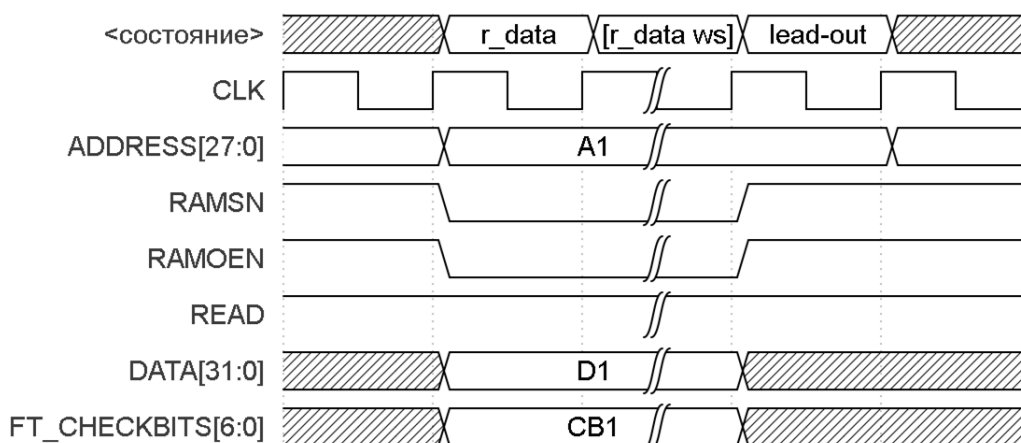 <состояние> r_data [r_data ws] lead-out
CLK
ADDRESS[27:0] A1
RAMSN
RAMOEN
READ
DATA[31:0] D1
FT_CHECKBITS[6:0] CB1